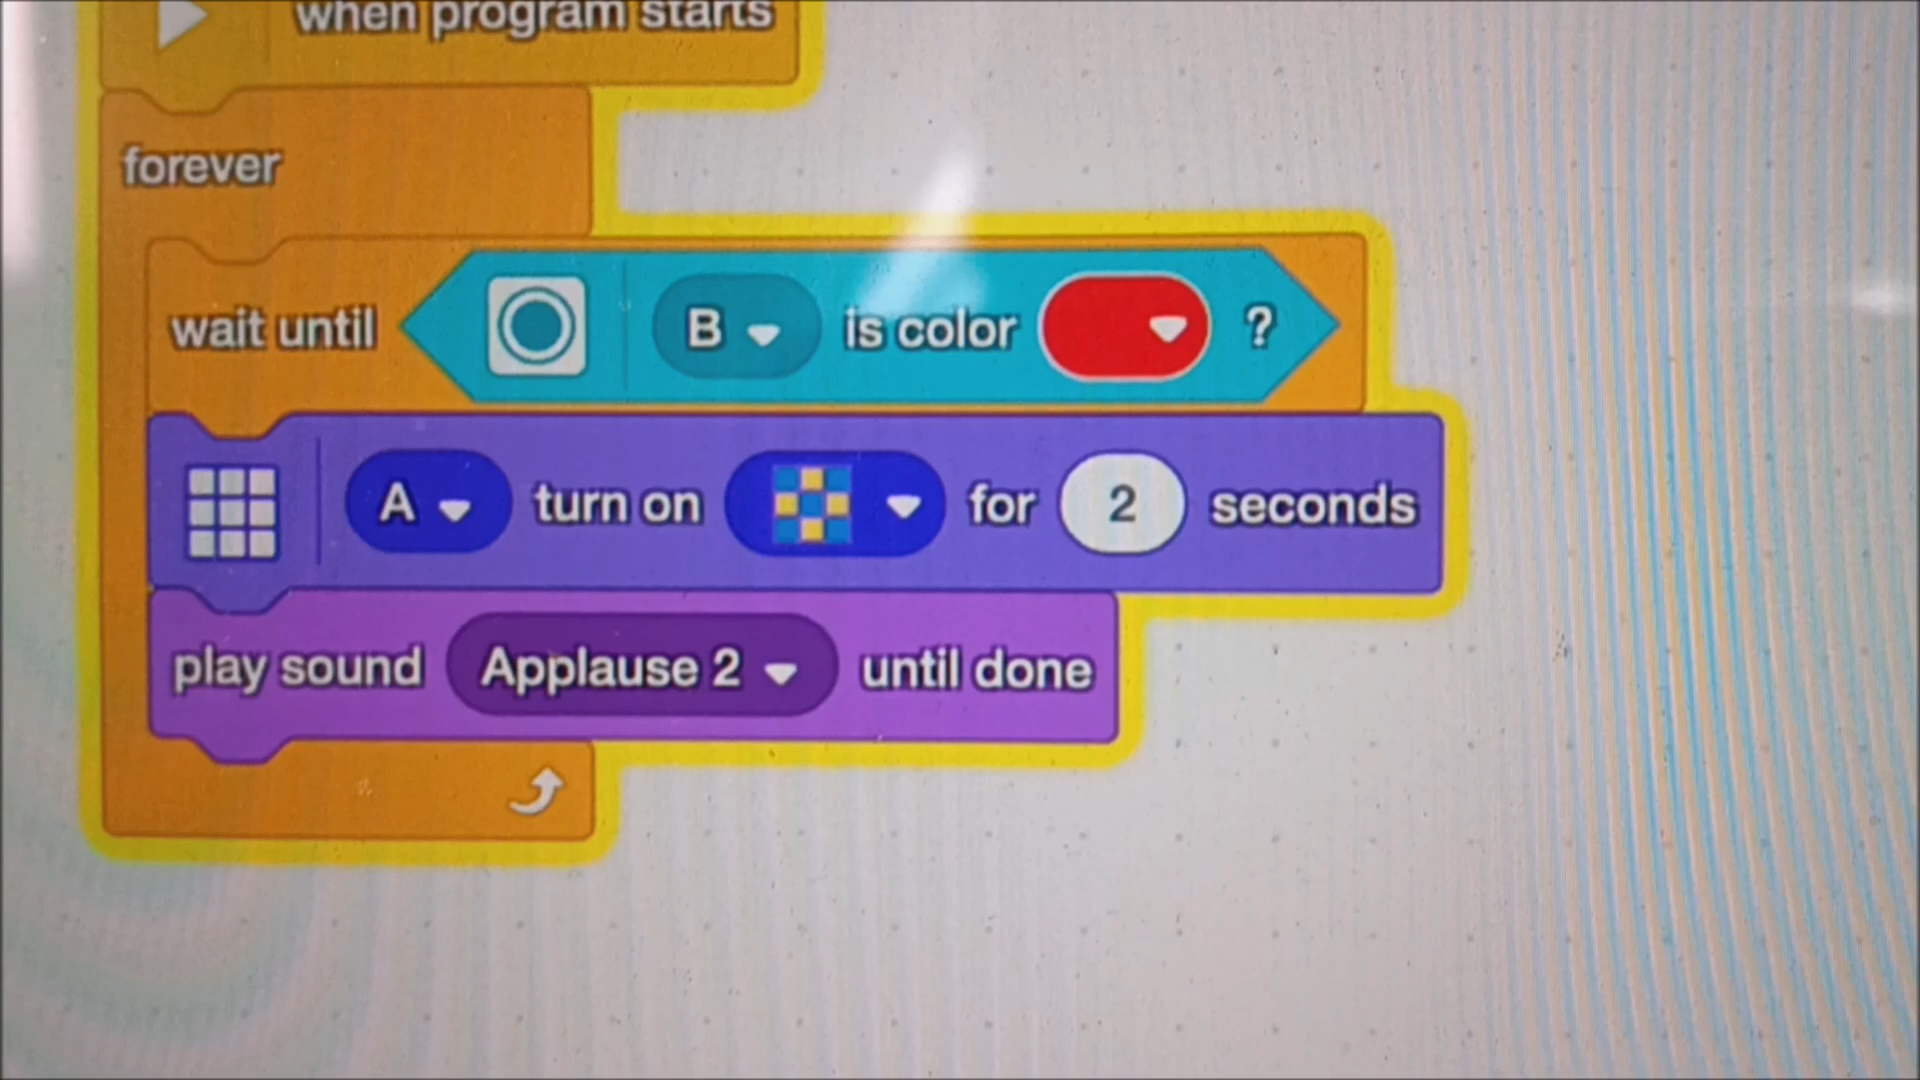 when program starts
forever
wait until B is color ?
A turn on for 2 seconds
play sound Applause 2 until done